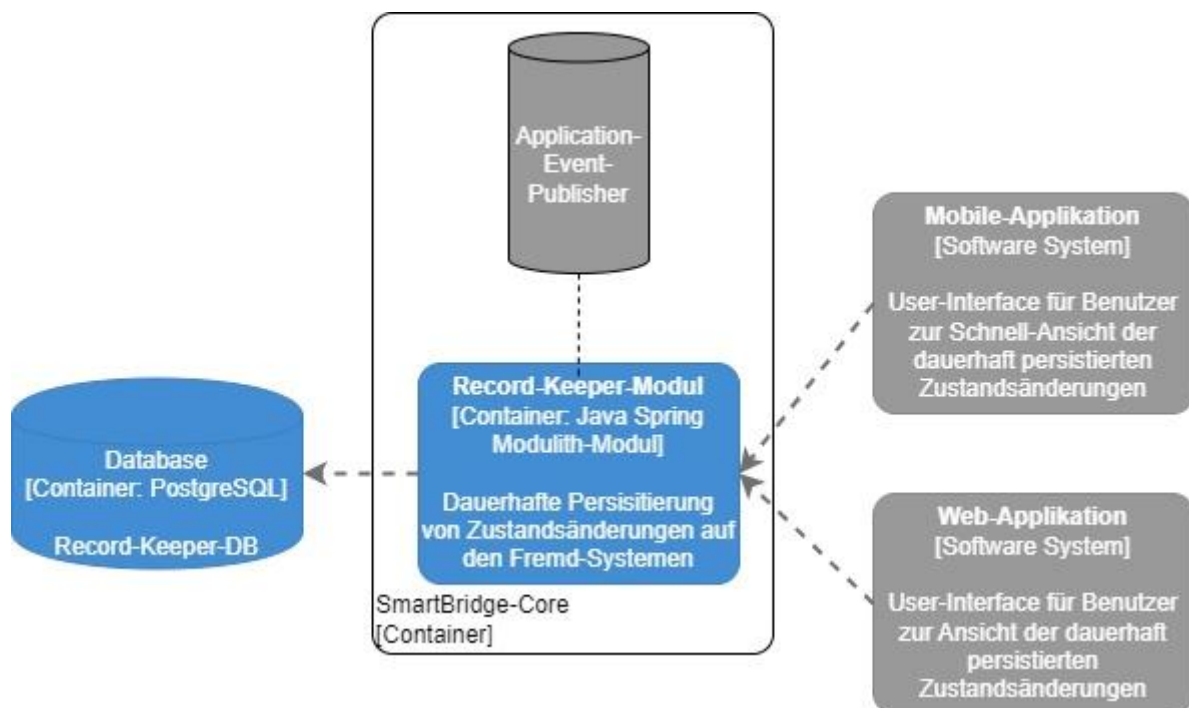 Application-
Event-
Publisher
Mobile-Applikation
[Software System]
User-Interface für Benutzer
zur Schnell-Ansicht der
dauerhaft persistierten
Zustandsänderungen
Record-Keeper-Modul
[Container: Java Spring
Modulith-Modul]
Dauerhafte Persisitierung
von Zustandsänderungen auf
den Fremd-Systemen
Database
[Container: PostgreSQL]
Record-Keeper-DB
Web-Applikation
[Software System]
User-Interface für Benutzer
zur Ansicht der dauerhaft
persistierten
Zustandsänderungen
SmartBridge-Core
[Container]